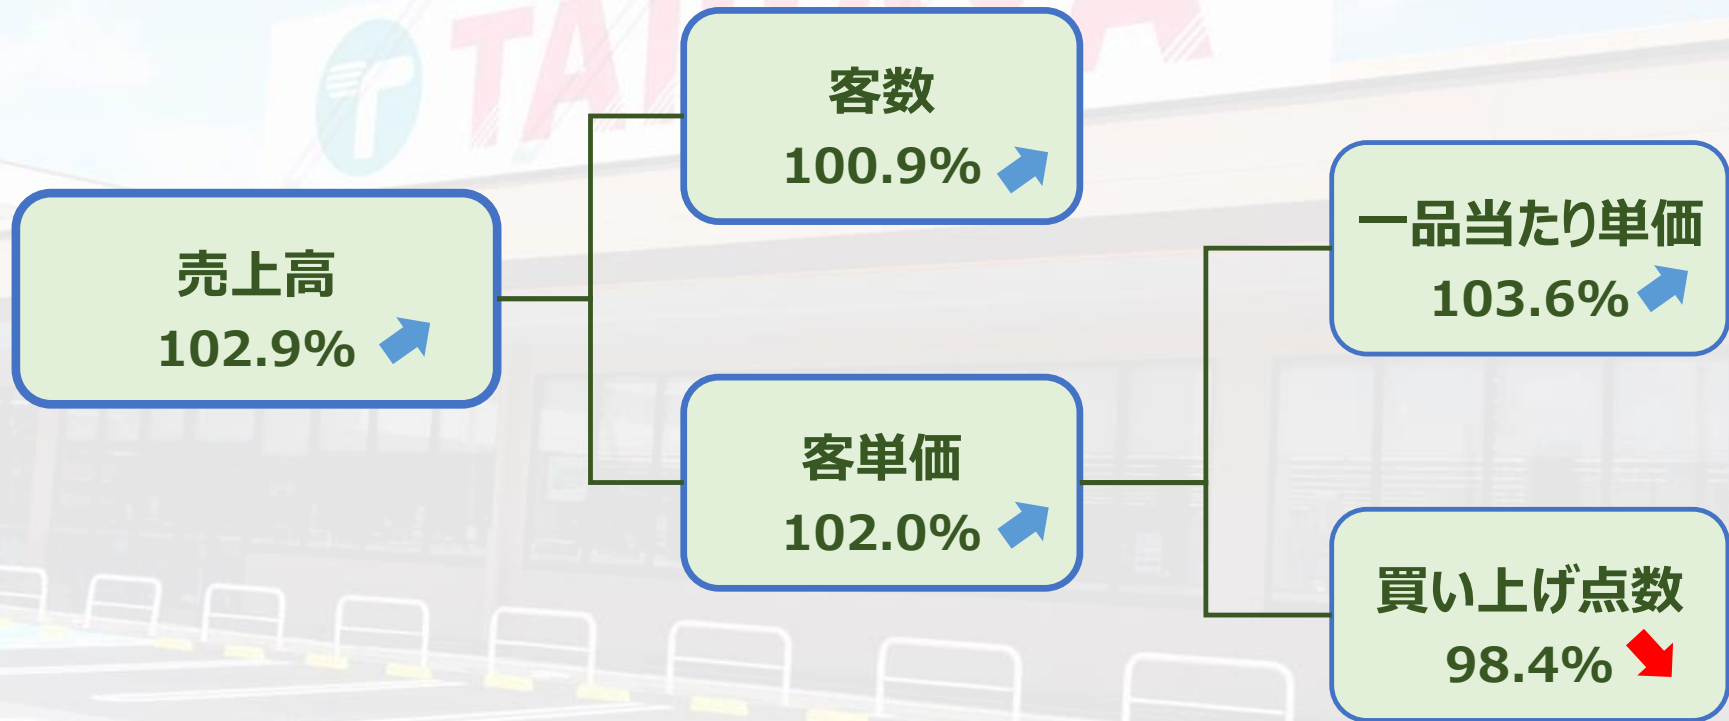 売上高
102.9%
客数
100.9%
客単価
102.0%
一品当たり単価
103.6%
買い上げ点数
98.4%